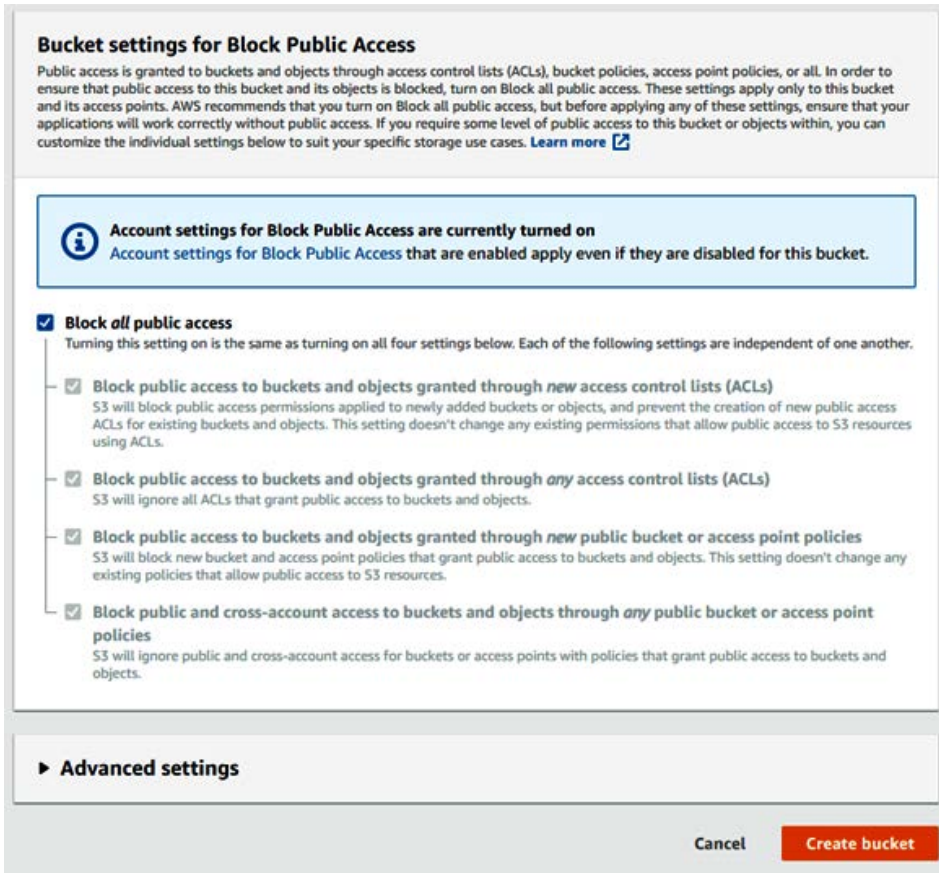 Bucket settings for Block Public Access
Public access is granted to buckets and objects through access control lists (ACLs), bucket policies, access point policies, or all. In order to
ensure that public access to this bucket and its objects is blocked, turn on Block all public access. These settings apply only to this bucket
and its access points. AWS recommends that you turn on Block all public access, but before applying any of these settings, ensure that your
applications will work correctly without public access. If you require some level of public access to this bucket or objects within, you can
customize the individual settings below to suit your specific storage use cases. Learn more
Account settings for Block Public Access are currently turned on
Account settings for Block Public Access that are enabled apply even if they are disabled for this bucket.
Block all public access
Turning this setting on is the same as turning on all four settings below. Each of the following settings are independent of one another.
Block public access to buckets and objects granted through new access control lists (ACLs)
S3 will block public access permissions applied to newly added buckets or objects, and prevent the creation of new public access
ACLs for existing buckets and objects. This setting doesn't change any existing permissions that allow public access to S3 resources
using ACLs.
Block public access to buckets and objects granted through any access control lists (ACLs)
S3 will ignore all ACLs that grant public access to buckets and objects.
Block public access to buckets and objects granted through new public bucket or access point policies
S3 will block new bucket and access point policies that grant public access to buckets and objects. This setting doesn't change any
existing policies that allow public access to S3 resources.
Block public and cross-account access to buckets and objects through any public bucket or access point
policies
S3 will ignore public and cross-account access for buckets or access points with policies that grant public access to buckets and
objects.
Advanced settings
Cancel
Create bucket